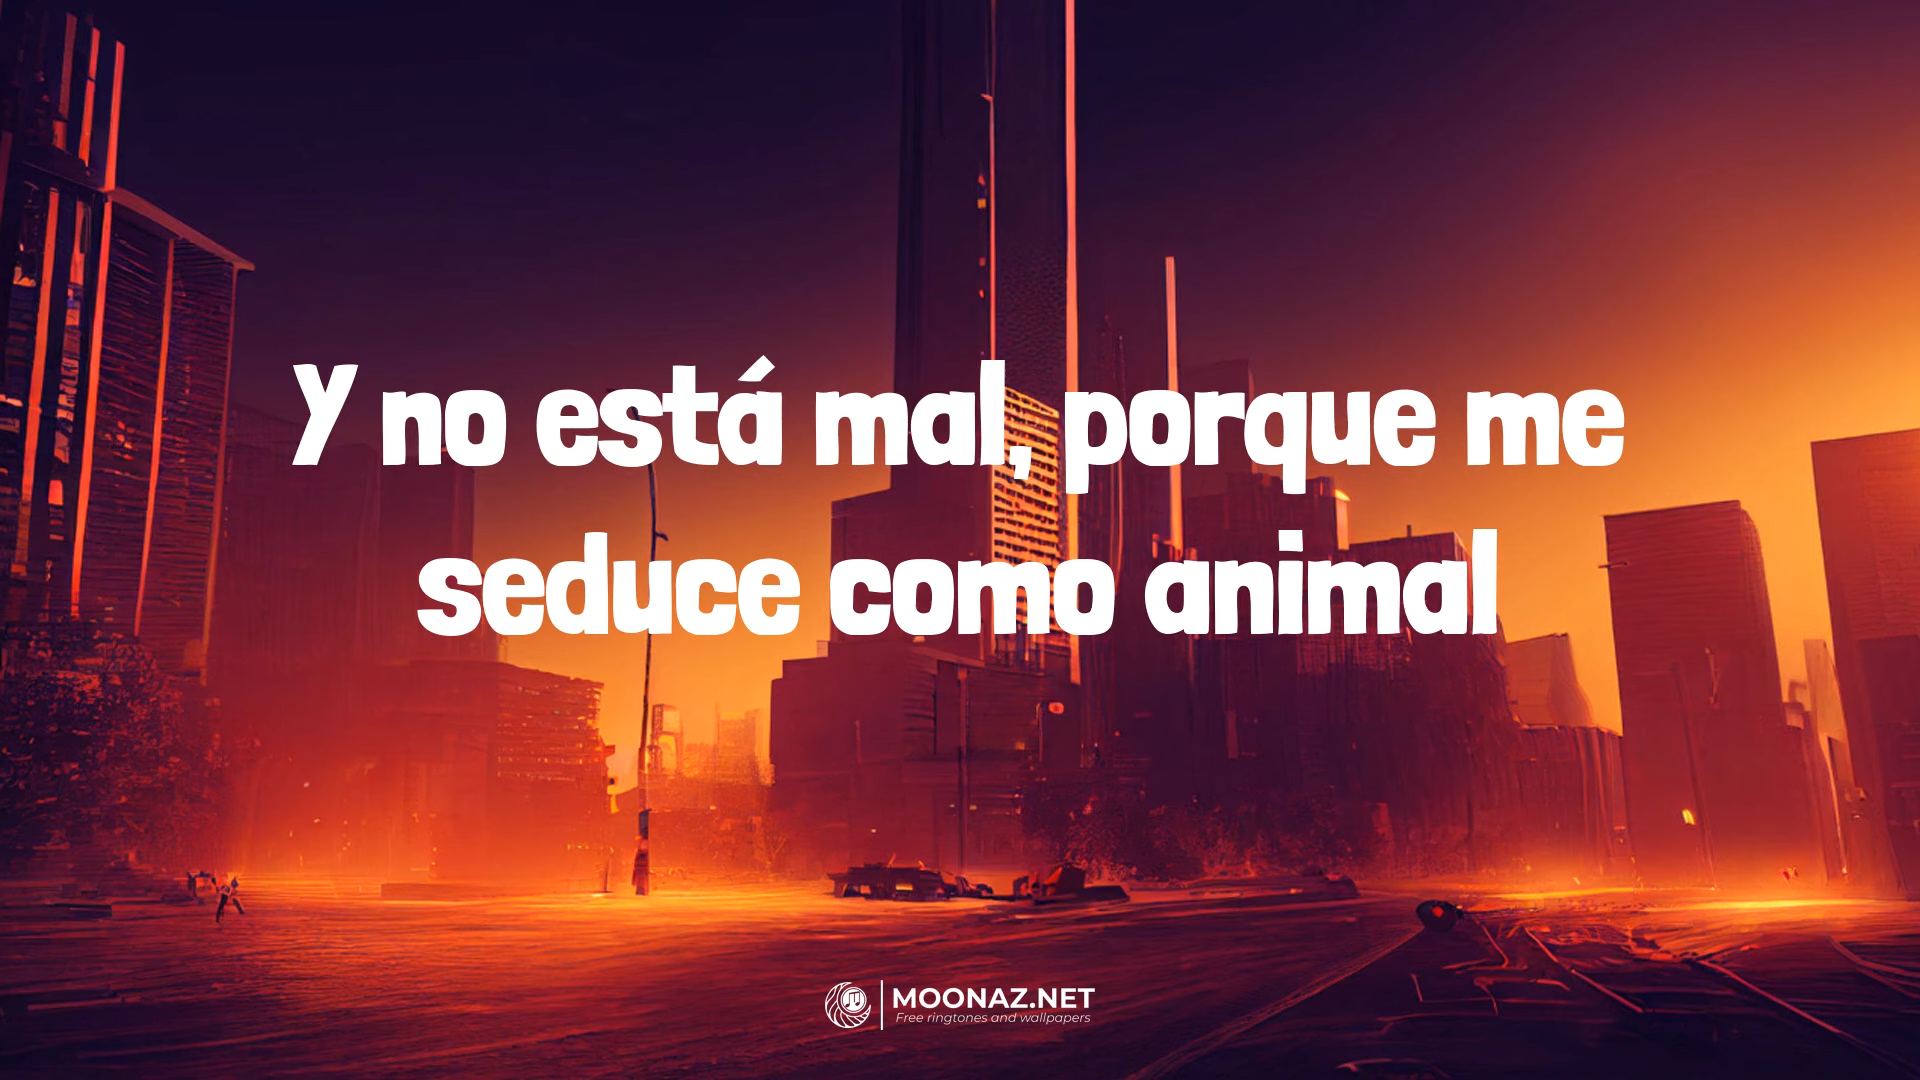 Y no está mal, porque me
seduce como animal
MOONAZ.NET
Free ringtones and wallpapers